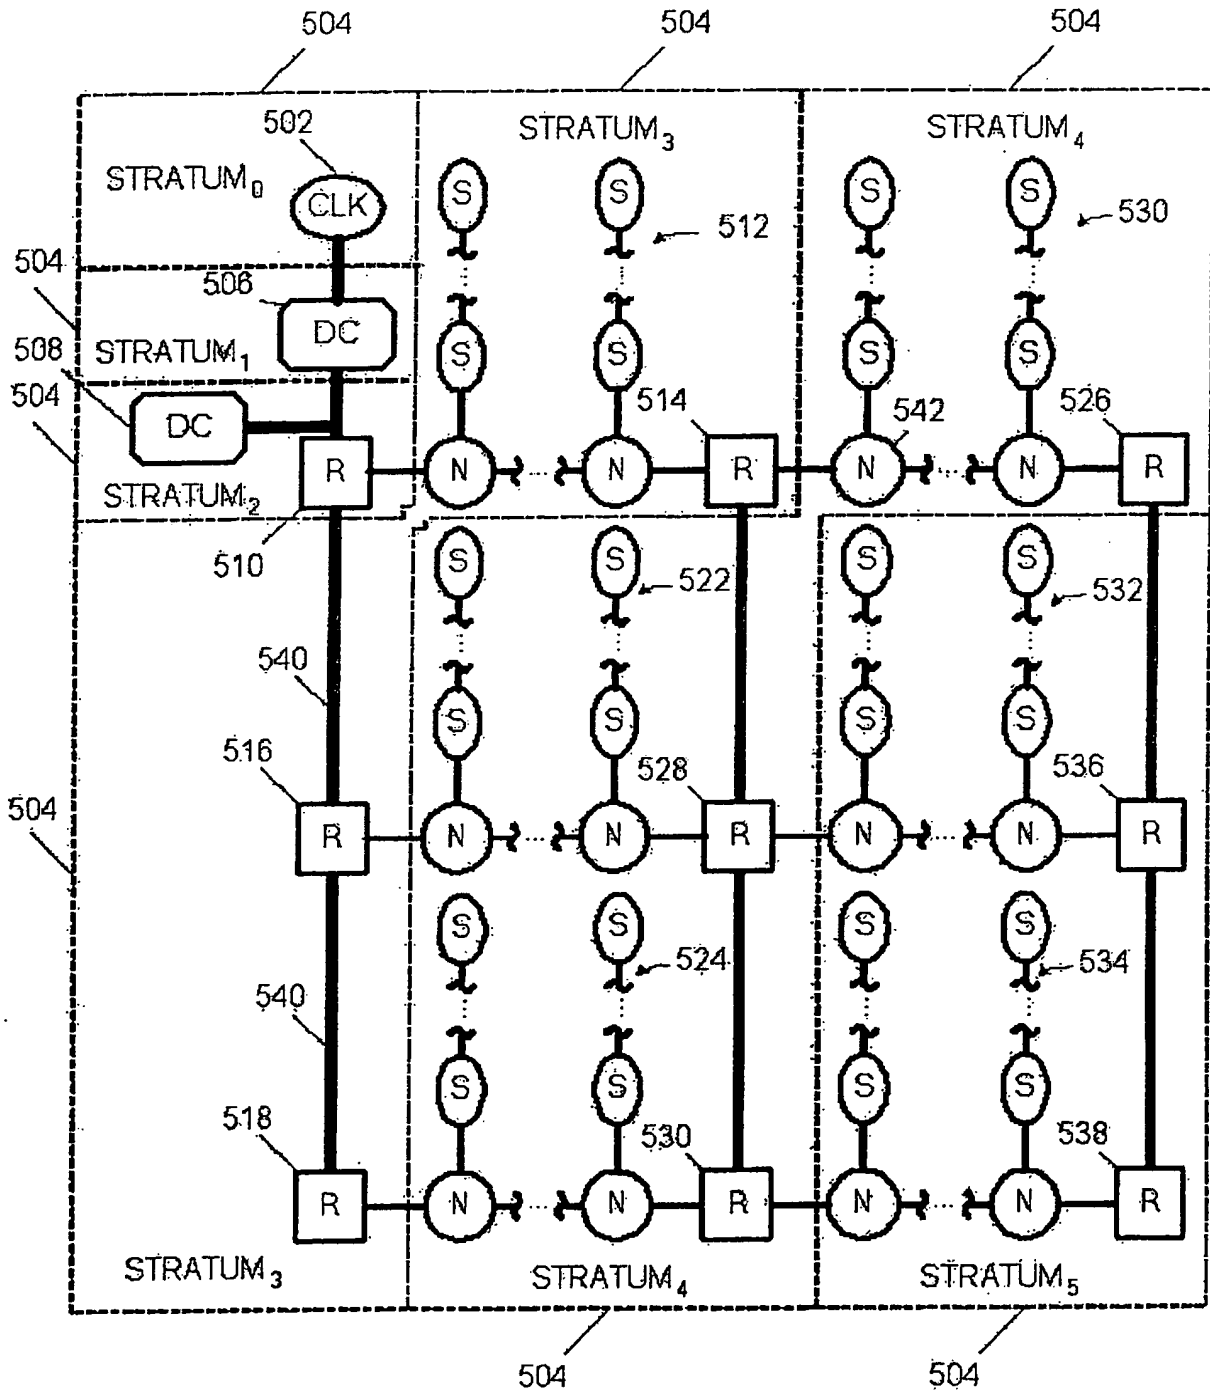 504 504 504
502
STRATUM₀ CLK STRATUM₃ STRATUM₄
S S S S
512 530
504
506
DC
STRATUM₁ S S S S
508
504 DC 514 542 526
R N ... N R N ... N R
STRATUM₂
510
S S 522 S S 532
540
S S S S
516 528 536
504
R N ... N R N ... N R
S S 524 S S 534
540
S S S S
518 530 538
R N ... N R N ... N R
STRATUM₃ STRATUM₄ STRATUM₅
504 504